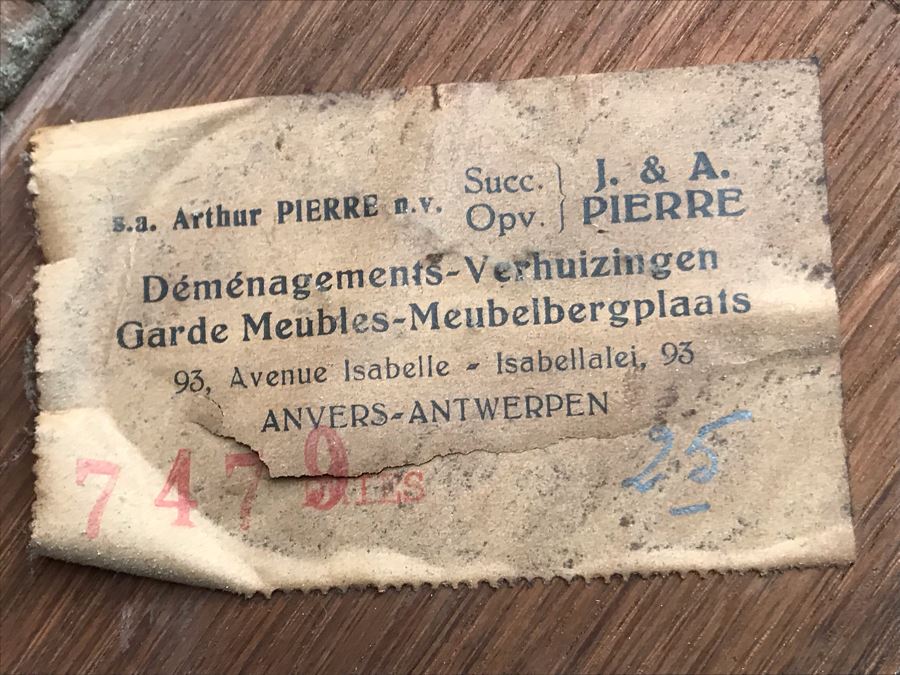 s.a. Arthur PIERRE n.v. Succ. Opv. } J. & A. PIERRE
Déménagements-Verhuizingen
Garde Meubles-Meubelbergplaats
93, Avenue Isabelle - Isabellalei, 93
ANVERS-ANTWERPEN
7479
25